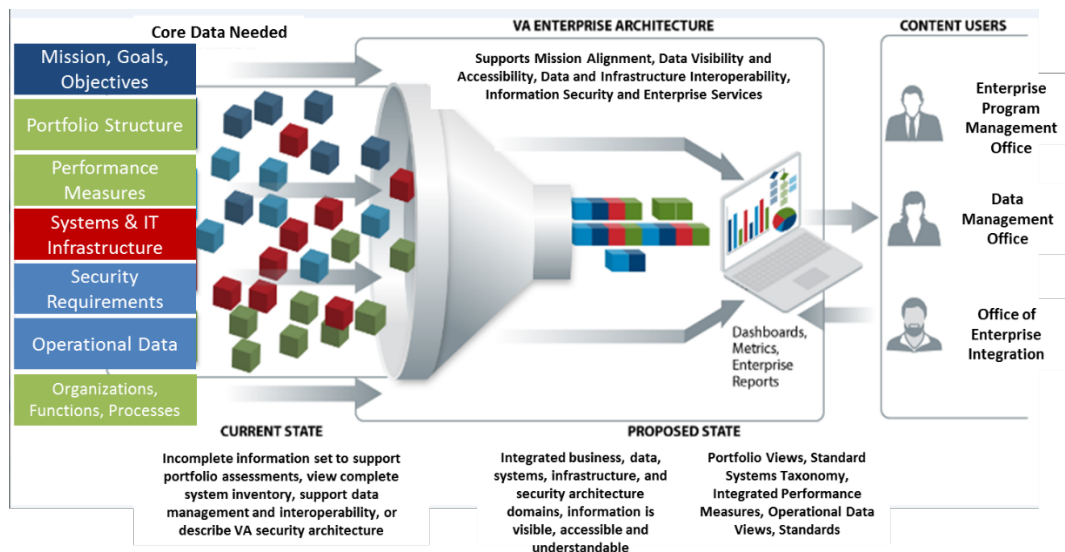 Core Data Needed
Mission, Goals,
Objectives
Portfolio Structure
Performance
Measures
Systems & IT
Infrastructure
Security
Requirements
Operational Data
Organizations,
Functions, Processes
VA ENTERPRISE ARCHITECTURE
Supports Mission Alignment, Data Visibility and
Accessibility, Data and Infrastructure Interoperability,
Information Security and Enterprise Services
Dashboards,
Metrics,
Enterprise
Reports
CONTENT USERS
Enterprise
Program
Management
Office
Data
Management
Office
Office of
Enterprise
Integration
CURRENT STATE
Incomplete information set to support
portfolio assessments, view complete
system inventory, support data
management and interoperability, or
describe VA security architecture
PROPOSED STATE
Integrated business, data,
systems, infrastructure, and
security architecture
domains, information is
visible, accessible and
understandable
Portfolio Views, Standard
Systems Taxonomy,
Integrated Performance
Measures, Operational Data
Views, Standards